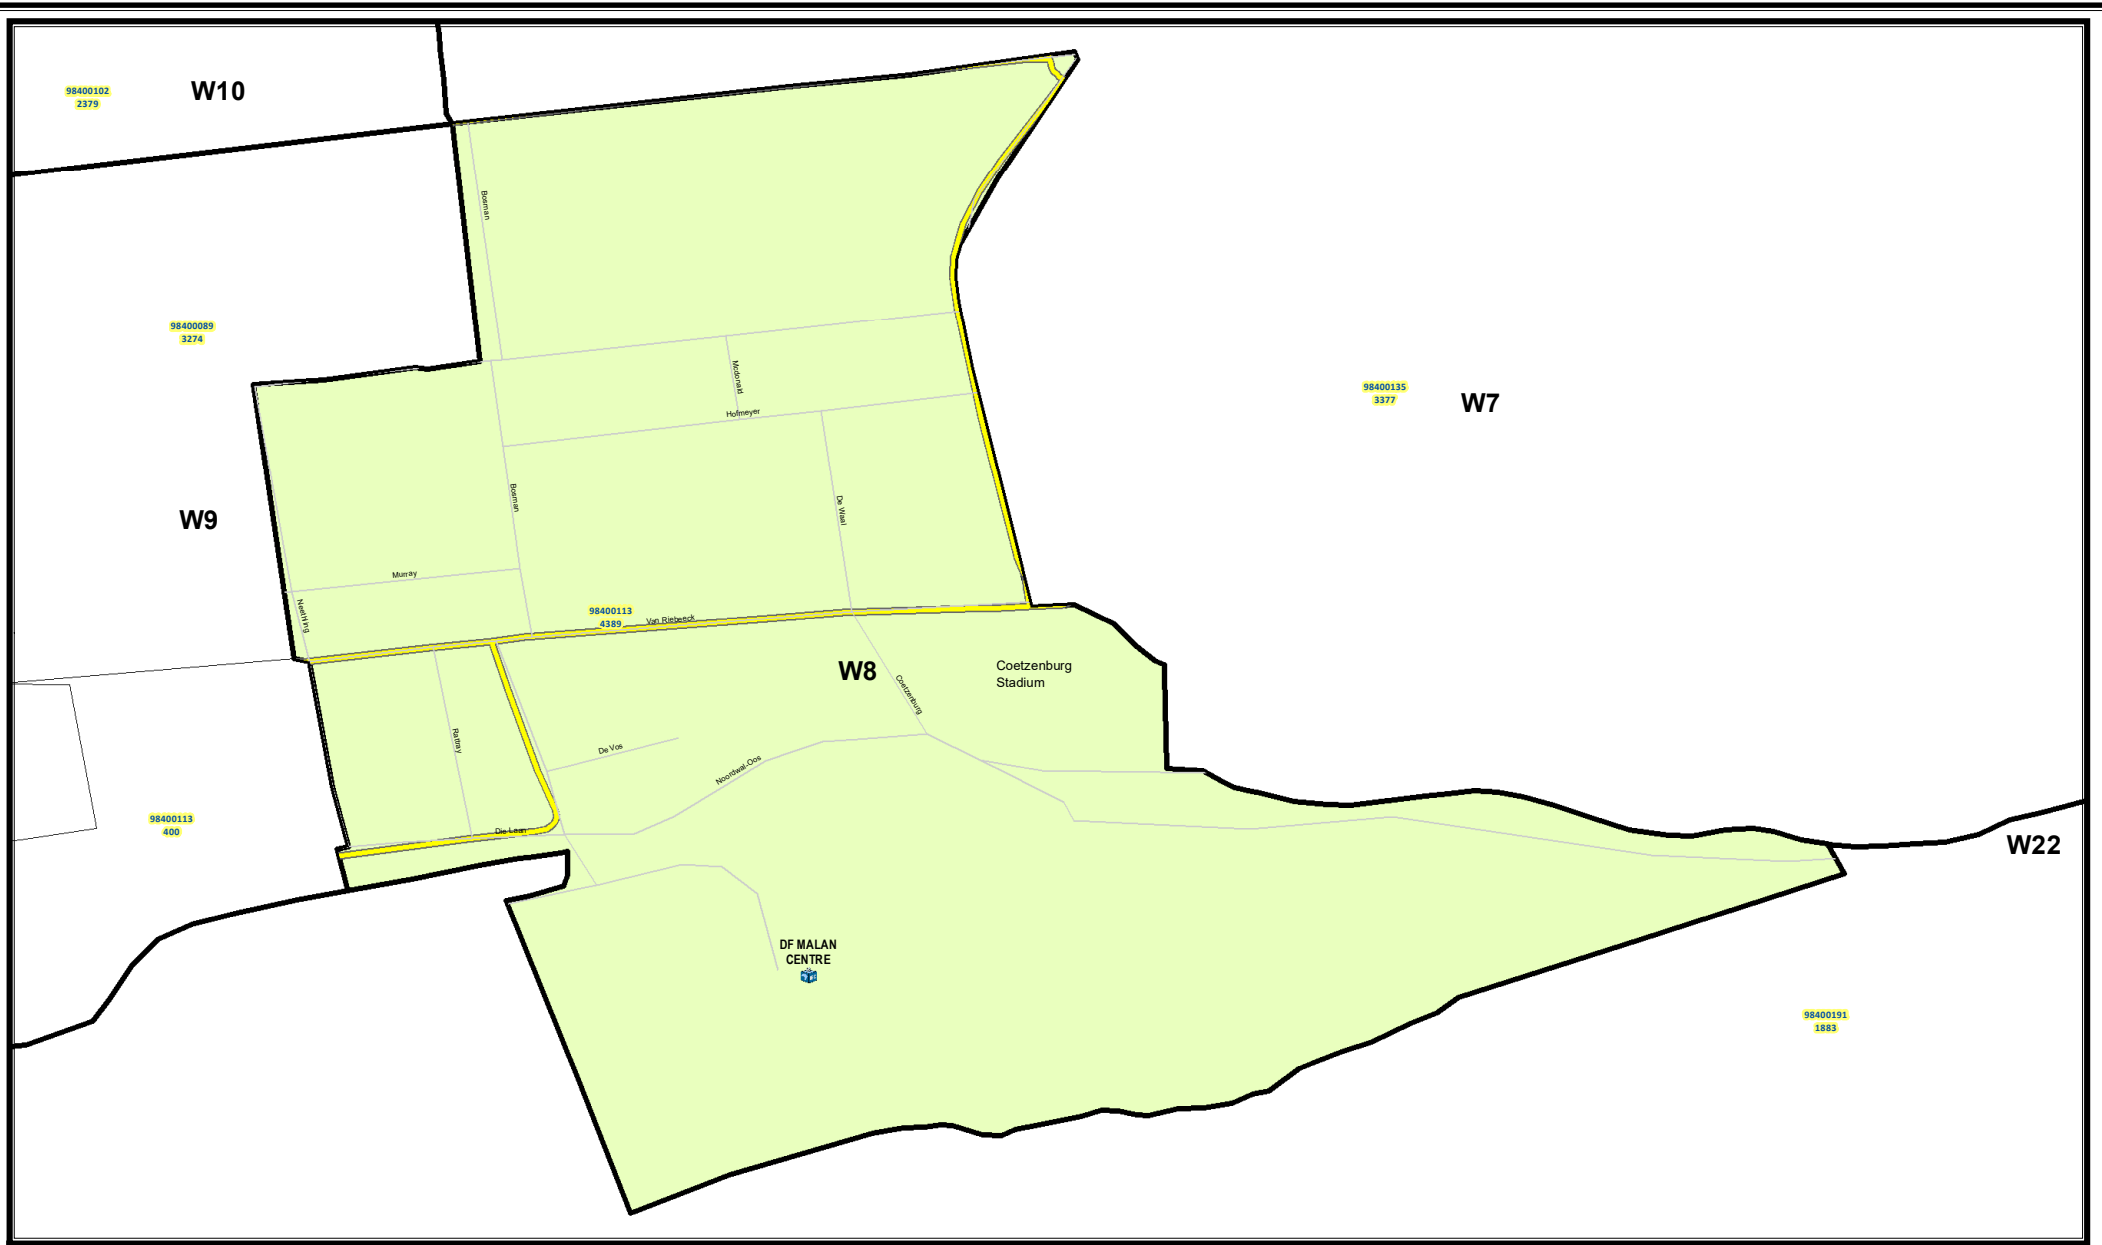 98400102
2379
W10
Bosman
98400089
3274
Mcdonald
Hofmeyer
98400135
3377
W7
W9
Bosman
De Waal
Murray
Neethling
98400113
4389
Van Riebeeck
W8
Coetzenburg
Stadium
Coetzenburg
Rattray
De Vos
Noordwal-Oos
98400113
400
Die Laan
W22
DF MALAN
CENTRE
98400191
1883